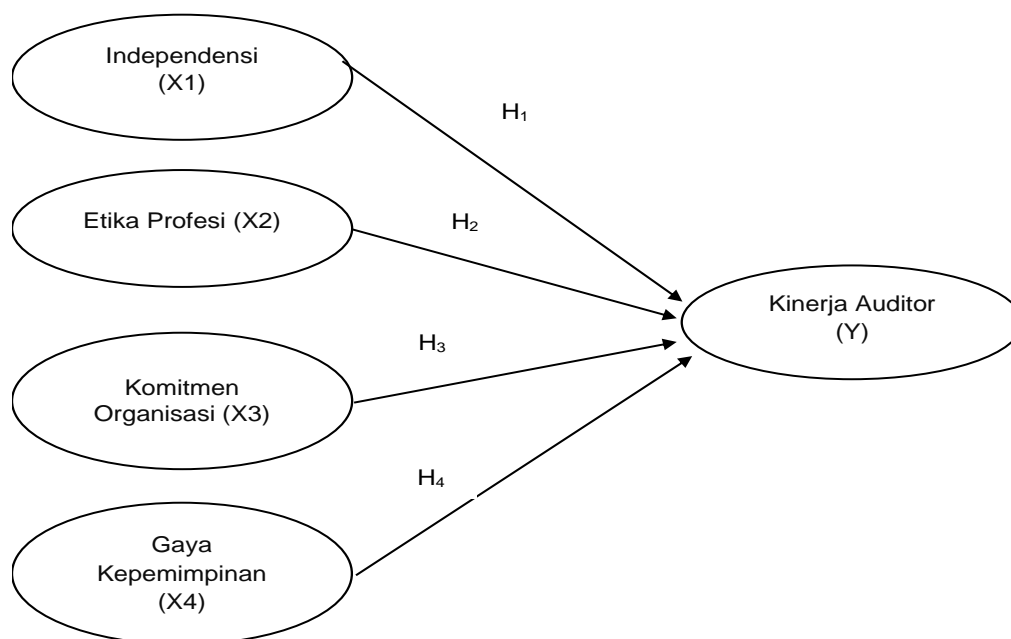 Independensi
(X1)
H₁
Etika Profesi (X2)
H₂
Kinerja Auditor
(Y)
H₃
Komitmen
Organisasi (X3)
H₄
Gaya
Kepemimpinan
(X4)